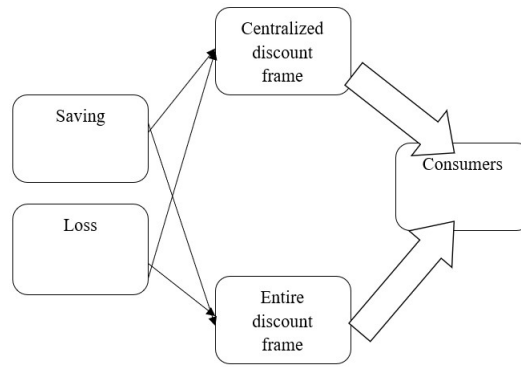 Centralized
discount
frame
Saving
Consumers
Loss
Entire
discount
frame